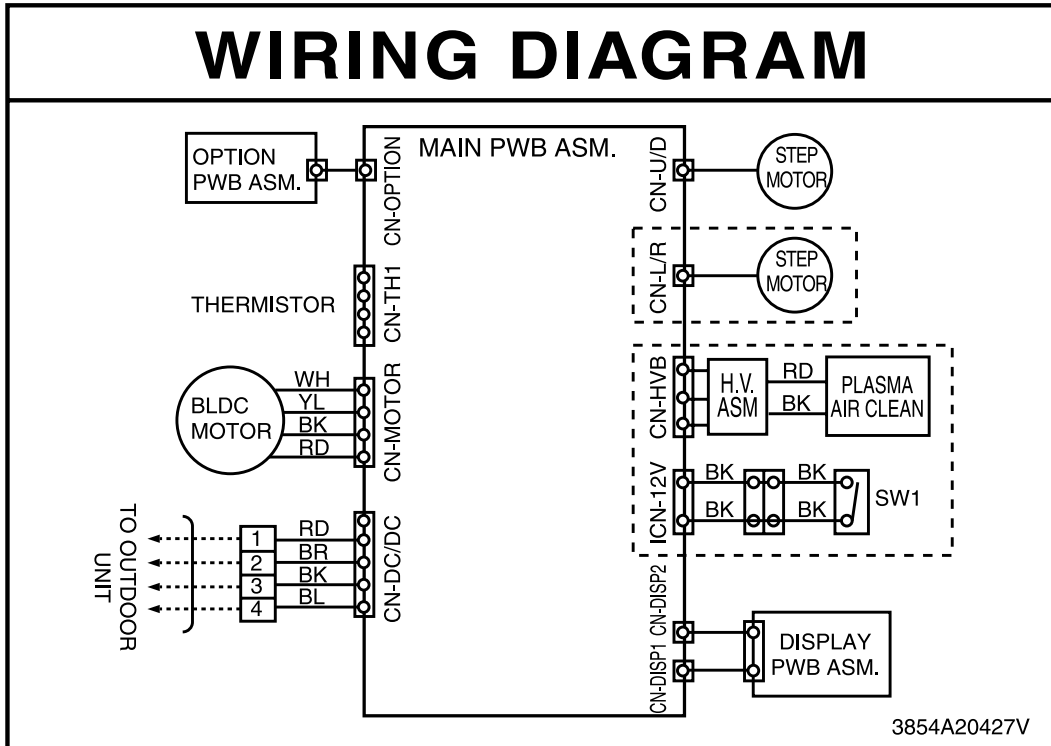 WIRING DIAGRAM
MAIN PWB ASM.
OPTION
PWB ASM.
CN-OPTION
THERMISTOR
CN-TH1
BLDC
MOTOR
WH
YL
BK
RD
CN-MOTOR
TO OUTDOOR
UNIT
1
2
3
4
RD
BR
BK
BL
CN-DC/DC
CN-U/D
STEP
MOTOR
CN-L/R
STEP
MOTOR
CN-HVB
H.V.
ASM
RD
BK
PLASMA
AIR CLEAN
ICN-12V
BK
BK
BK
BK
SW1
CN-DISP2
CN-DISP1
DISPLAY
PWB ASM.
3854A20427V